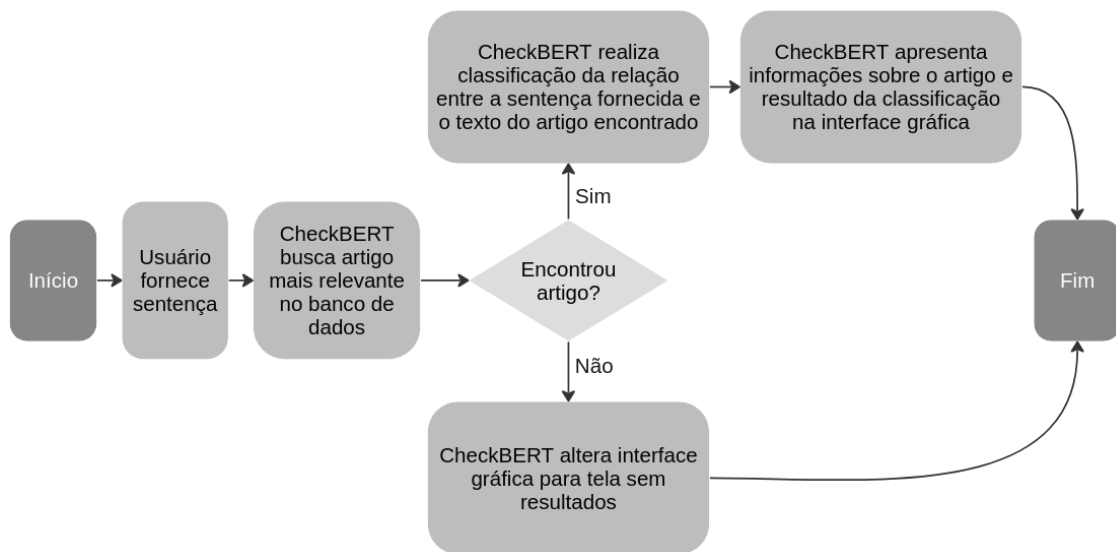 Início
Usuário
fornece
sentença
CheckBERT
busca artigo
mais relevante
no banco de
dados
Encontrou
artigo?
Sim
CheckBERT realiza
classificação da relação
entre a sentença fornecida e
o texto do artigo encontrado
CheckBERT apresenta
informações sobre o artigo e
resultado da classificação
na interface gráfica
Não
CheckBERT altera interface
gráfica para tela sem
resultados
Fim